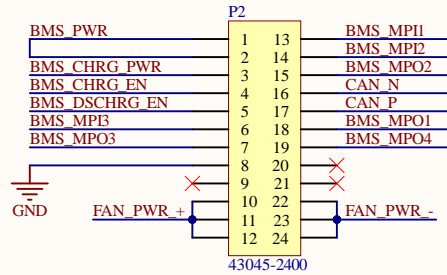 P2
BMS_PWR 1 13 BMS_MPI1
2 14 BMS_MPI2
BMS_CHRG_PWR 3 15 BMS_MPO2
BMS_CHRG_EN 4 16 CAN_N
BMS_DSCHRG_EN 5 17 CAN_P
BMS_MPI3 6 18 BMS_MPO1
BMS_MPO3 7 19 BMS_MPO4
8 20
9 21
GND
10 22
FAN_PWR_+ 11 23 FAN_PWR_-
12 24
43045-2400